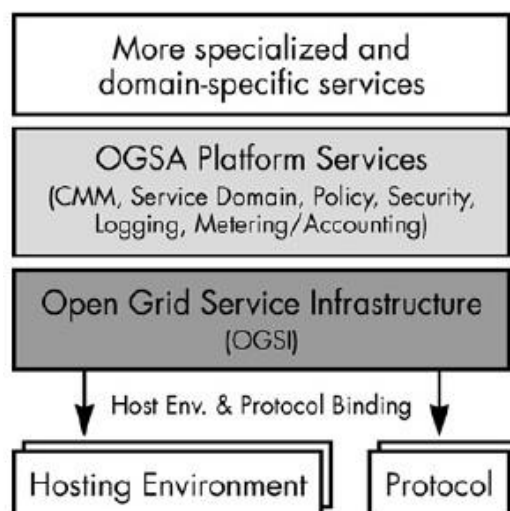 More specialized and
domain-specific services
OGSA Platform Services
(CMM, Service Domain, Policy, Security,
Logging, Metering/Accounting)
Open Grid Service Infrastructure
(OGSI)
Host Env. & Protocol Binding
Hosting Environment
Protocol